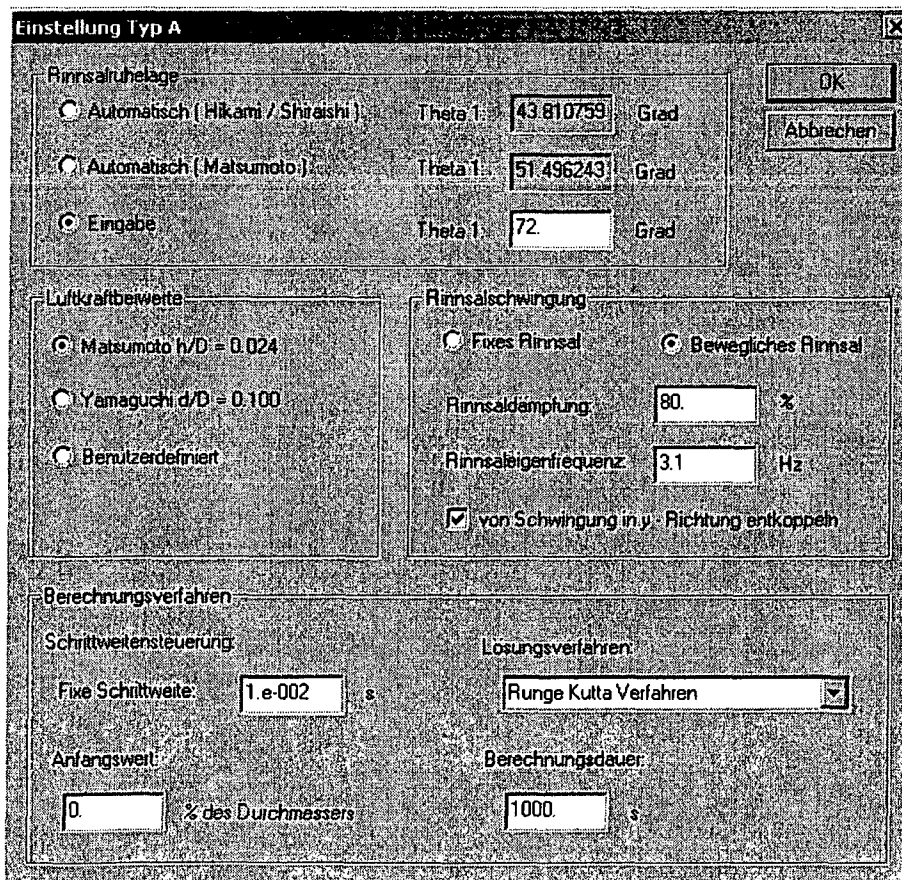 Einstellung Typ A
Rinnsalruhelage
OK
Automatisch ( Hikami / Shiraishi ) Theta 1: 43.810759 Grad
Abbrechen
Automatisch ( Matsumoto ) Theta 1: 51.496243 Grad
Eingabe Theta 1: 72. Grad
Luftkraftbeiwerte
Matsumoto h/D = 0.024
Yamaguchi d/D = 0.100
Benutzerdefiniert
Rinnsalschwingung
Fixes Rinnsal Bewegliches Rinnsal
Rinnsaldämpfung: 80. %
Rinnsaleigenfrequenz: 3.1 Hz
von Schwingung in y - Richtung entkoppeln
Berechnungsverfahren
Schrittweitensteuerung:
Fixe Schrittweite: 1.e-002 s
Lösungsverfahren:
Runge Kutta Verfahren
Anfangswert:
0. % des Durchmessers
Berechnungsdauer:
1000. s